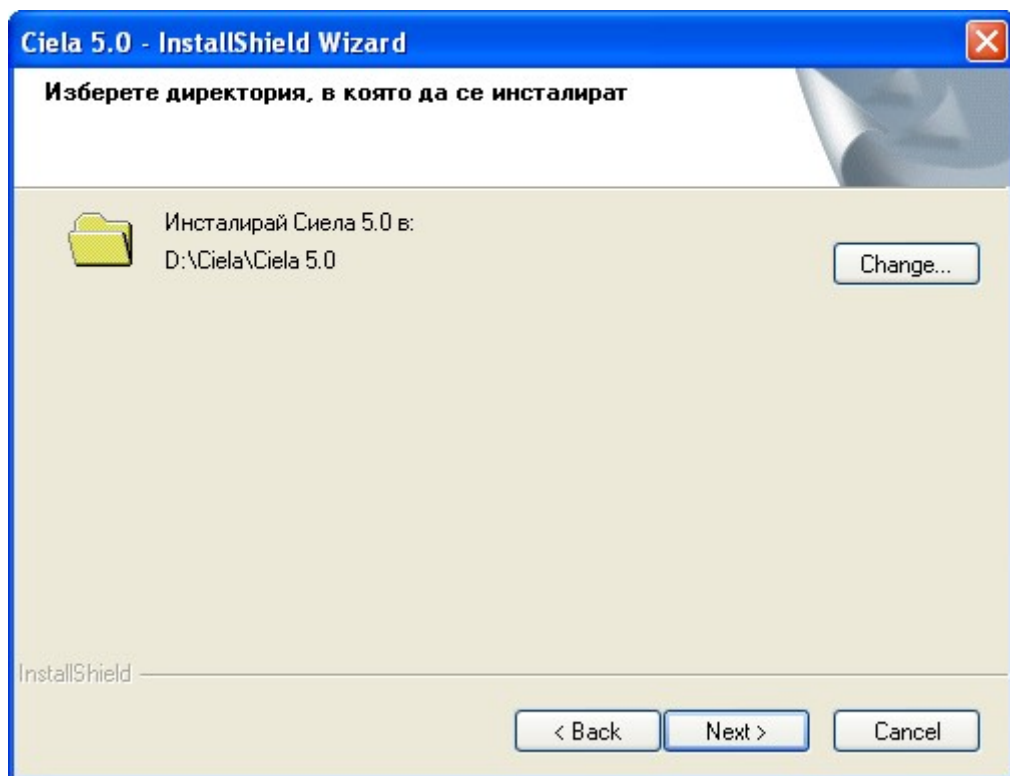 Ciela 5.0 - InstallShield Wizard
Изберете директория, в която да се инсталират
Инсталирай Сиела 5.0 в:
D:\Ciela\Ciela 5.0
Change...
InstallShield
< Back
Next >
Cancel